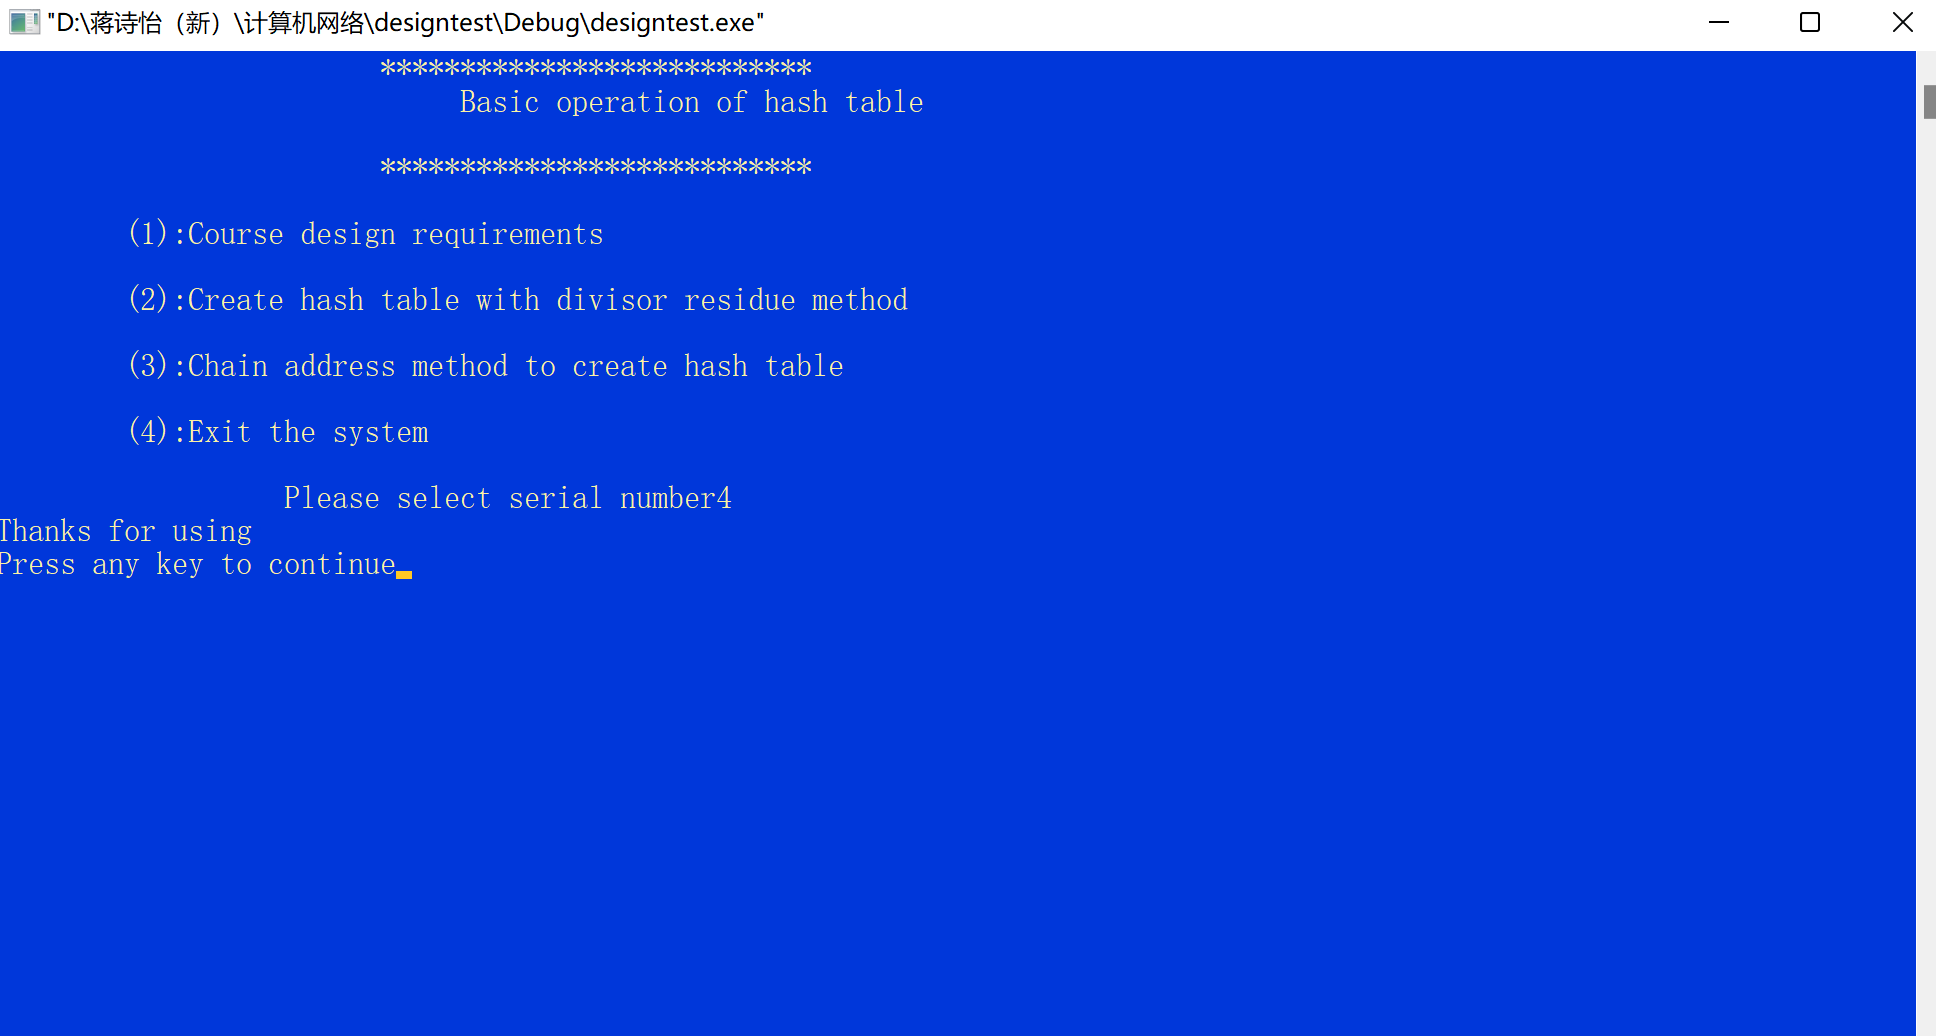 "D:\蒋诗怡（新）\计算机网络\designtest\Debug\designtest.exe"
***************************
Basic operation of hash table
***************************
(1):Course design requirements
(2):Create hash table with divisor residue method
(3):Chain address method to create hash table
(4):Exit the system
Please select serial number4
Thanks for using
Press any key to continue